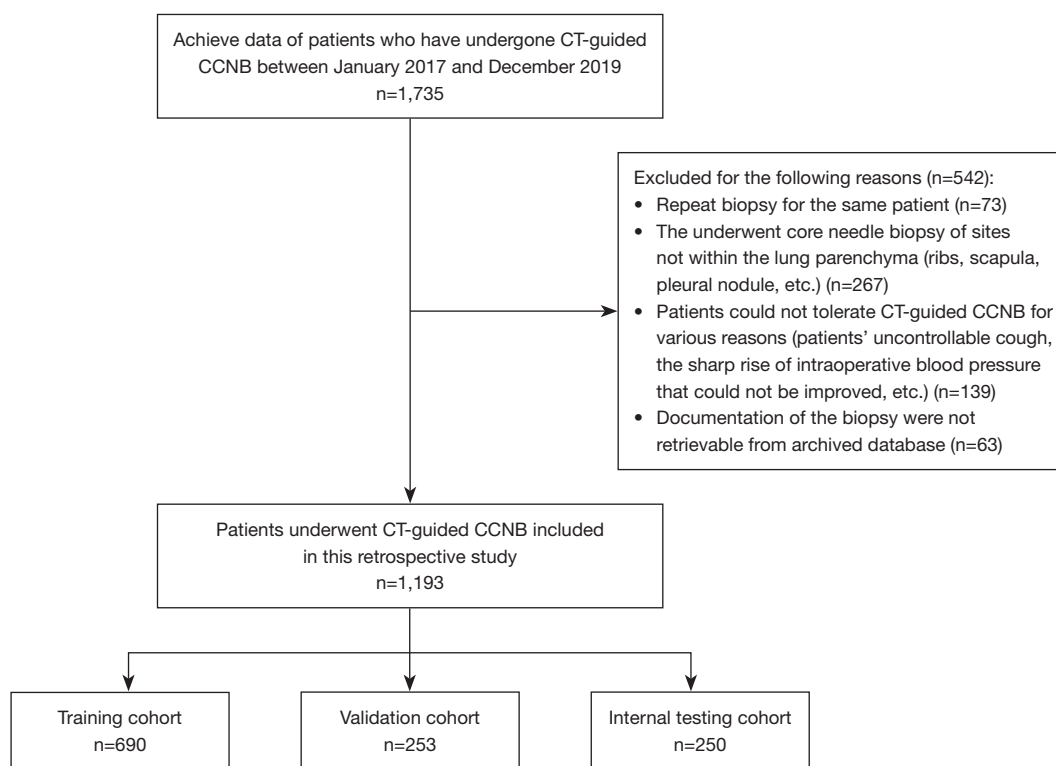 Achieve data of patients who have undergone CT-guided
CCNB between January 2017 and December 2019
n=1,735
Excluded for the following reasons (n=542):
• Repeat biopsy for the same patient (n=73)
• The underwent core needle biopsy of sites
not within the lung parenchyma (ribs, scapula,
pleural nodule, etc.) (n=267)
• Patients could not tolerate CT-guided CCNB for
various reasons (patients’ uncontrollable cough,
the sharp rise of intraoperative blood pressure
that could not be improved, etc.) (n=139)
• Documentation of the biopsy were not
retrievable from archived database (n=63)
Patients underwent CT-guided CCNB included
in this retrospective study
n=1,193
Training cohort
n=690
Validation cohort
n=253
Internal testing cohort
n=250